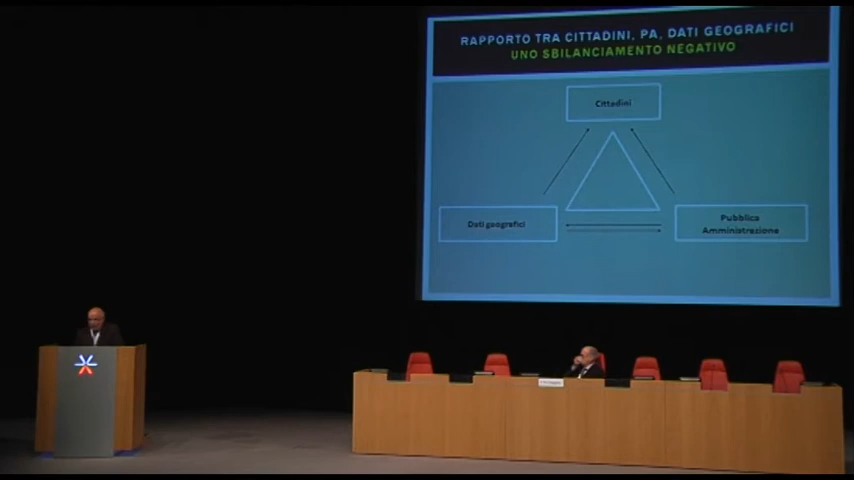 RAPPORTO TRA CITTADINI, PA, DATI GEOGRAFICI
UNO SBILANCIAMENTO NEGATIVO
Cittadini
Dati geografici
Pubblica
Amministrazione